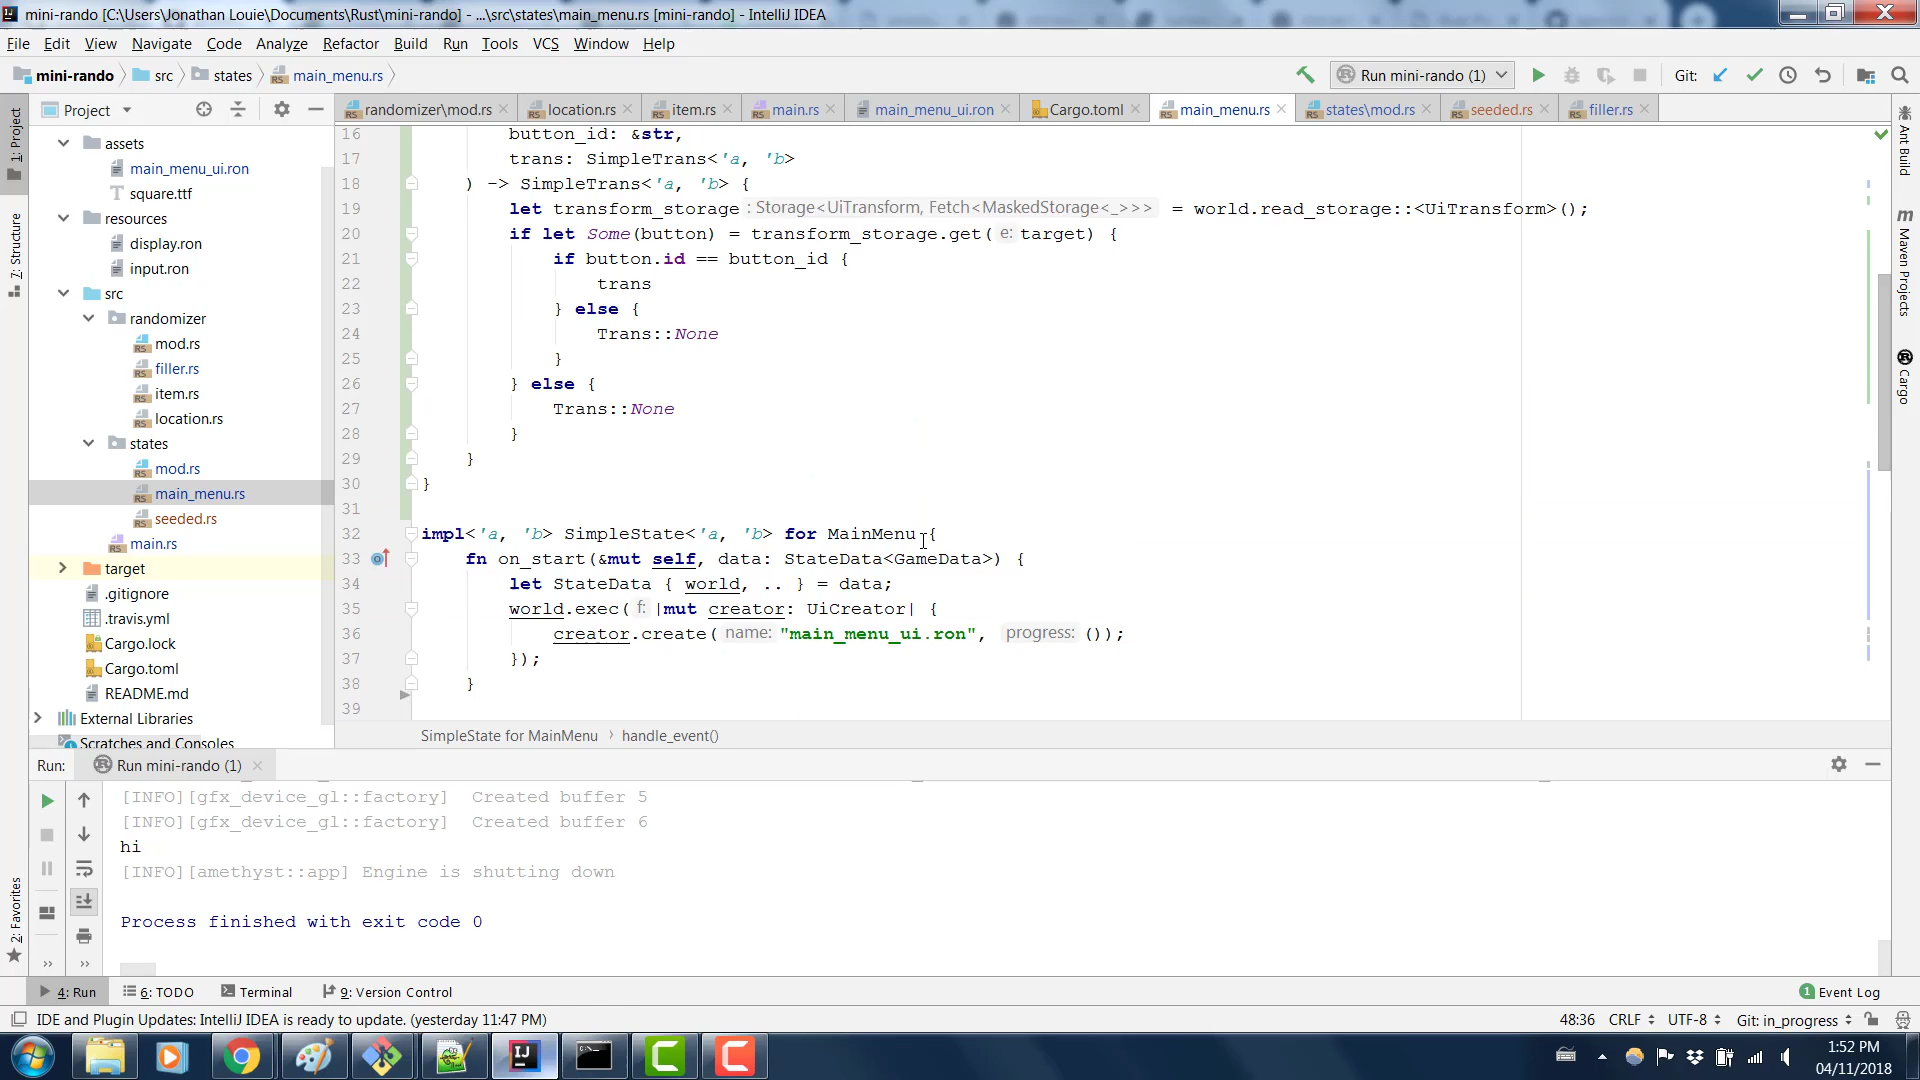 mini-rando [C:\Users\Jonathan Louie\Documents\Rust\mini-rando] - ...\src\states\main_menu.rs [mini-rando] - IntelliJ IDEA
File Edit View Navigate Code Analyze Refactor Build Run Tools VCS Window Help
mini-rando src states main_menu.rs Run mini-rando (1) Git:
Project randomizer\mod.rs location.rs item.rs main.rs main_menu_ui.ron Cargo.toml main_menu.rs states\mod.rs seeded.rs filler.rs
1: Project
7: Structure
2: Favorites
assets
main_menu_ui.ron
square.ttf
resources
display.ron
input.ron
src
randomizer
mod.rs
filler.rs
item.rs
location.rs
states
mod.rs
main_menu.rs
seeded.rs
main.rs
target
.gitignore
.travis.yml
Cargo.lock
Cargo.toml
README.md
External Libraries
Scratches and Consoles
16 button_id: &str,
17 trans: SimpleTrans<'a, 'b>
18 ) -> SimpleTrans<'a, 'b> {
19 let transform_storage : Storage<UiTransform, Fetch<MaskedStorage<_>>> = world.read_storage::<UiTransform>();
20 if let Some(button) = transform_storage.get( e: target) {
21 if button.id == button_id {
22 trans
23 } else {
24 Trans::None
25 }
26 } else {
27 Trans::None
28 }
29 }
30 }
31
32 impl<'a, 'b> SimpleState<'a, 'b> for MainMenu {
33 fn on_start(&mut self, data: StateData<GameData>) {
34 let StateData { world, .. } = data;
35 world.exec( f: |mut creator: UiCreator| {
36 creator.create( name: "main_menu_ui.ron", progress: ());
37 });
38 }
39
SimpleState for MainMenu › handle_event()
Ant Build
Maven Projects
Cargo
Run: Run mini-rando (1)
[INFO][gfx_device_gl::factory] Created buffer 5
[INFO][gfx_device_gl::factory] Created buffer 6
hi
[INFO][amethyst::app] Engine is shutting down
Process finished with exit code 0
4: Run 6: TODO Terminal 9: Version Control 1 Event Log
IDE and Plugin Updates: IntelliJ IDEA is ready to update. (yesterday 11:47 PM) 48:36 CRLF UTF-8 Git: in_progress
1:52 PM
04/11/2018